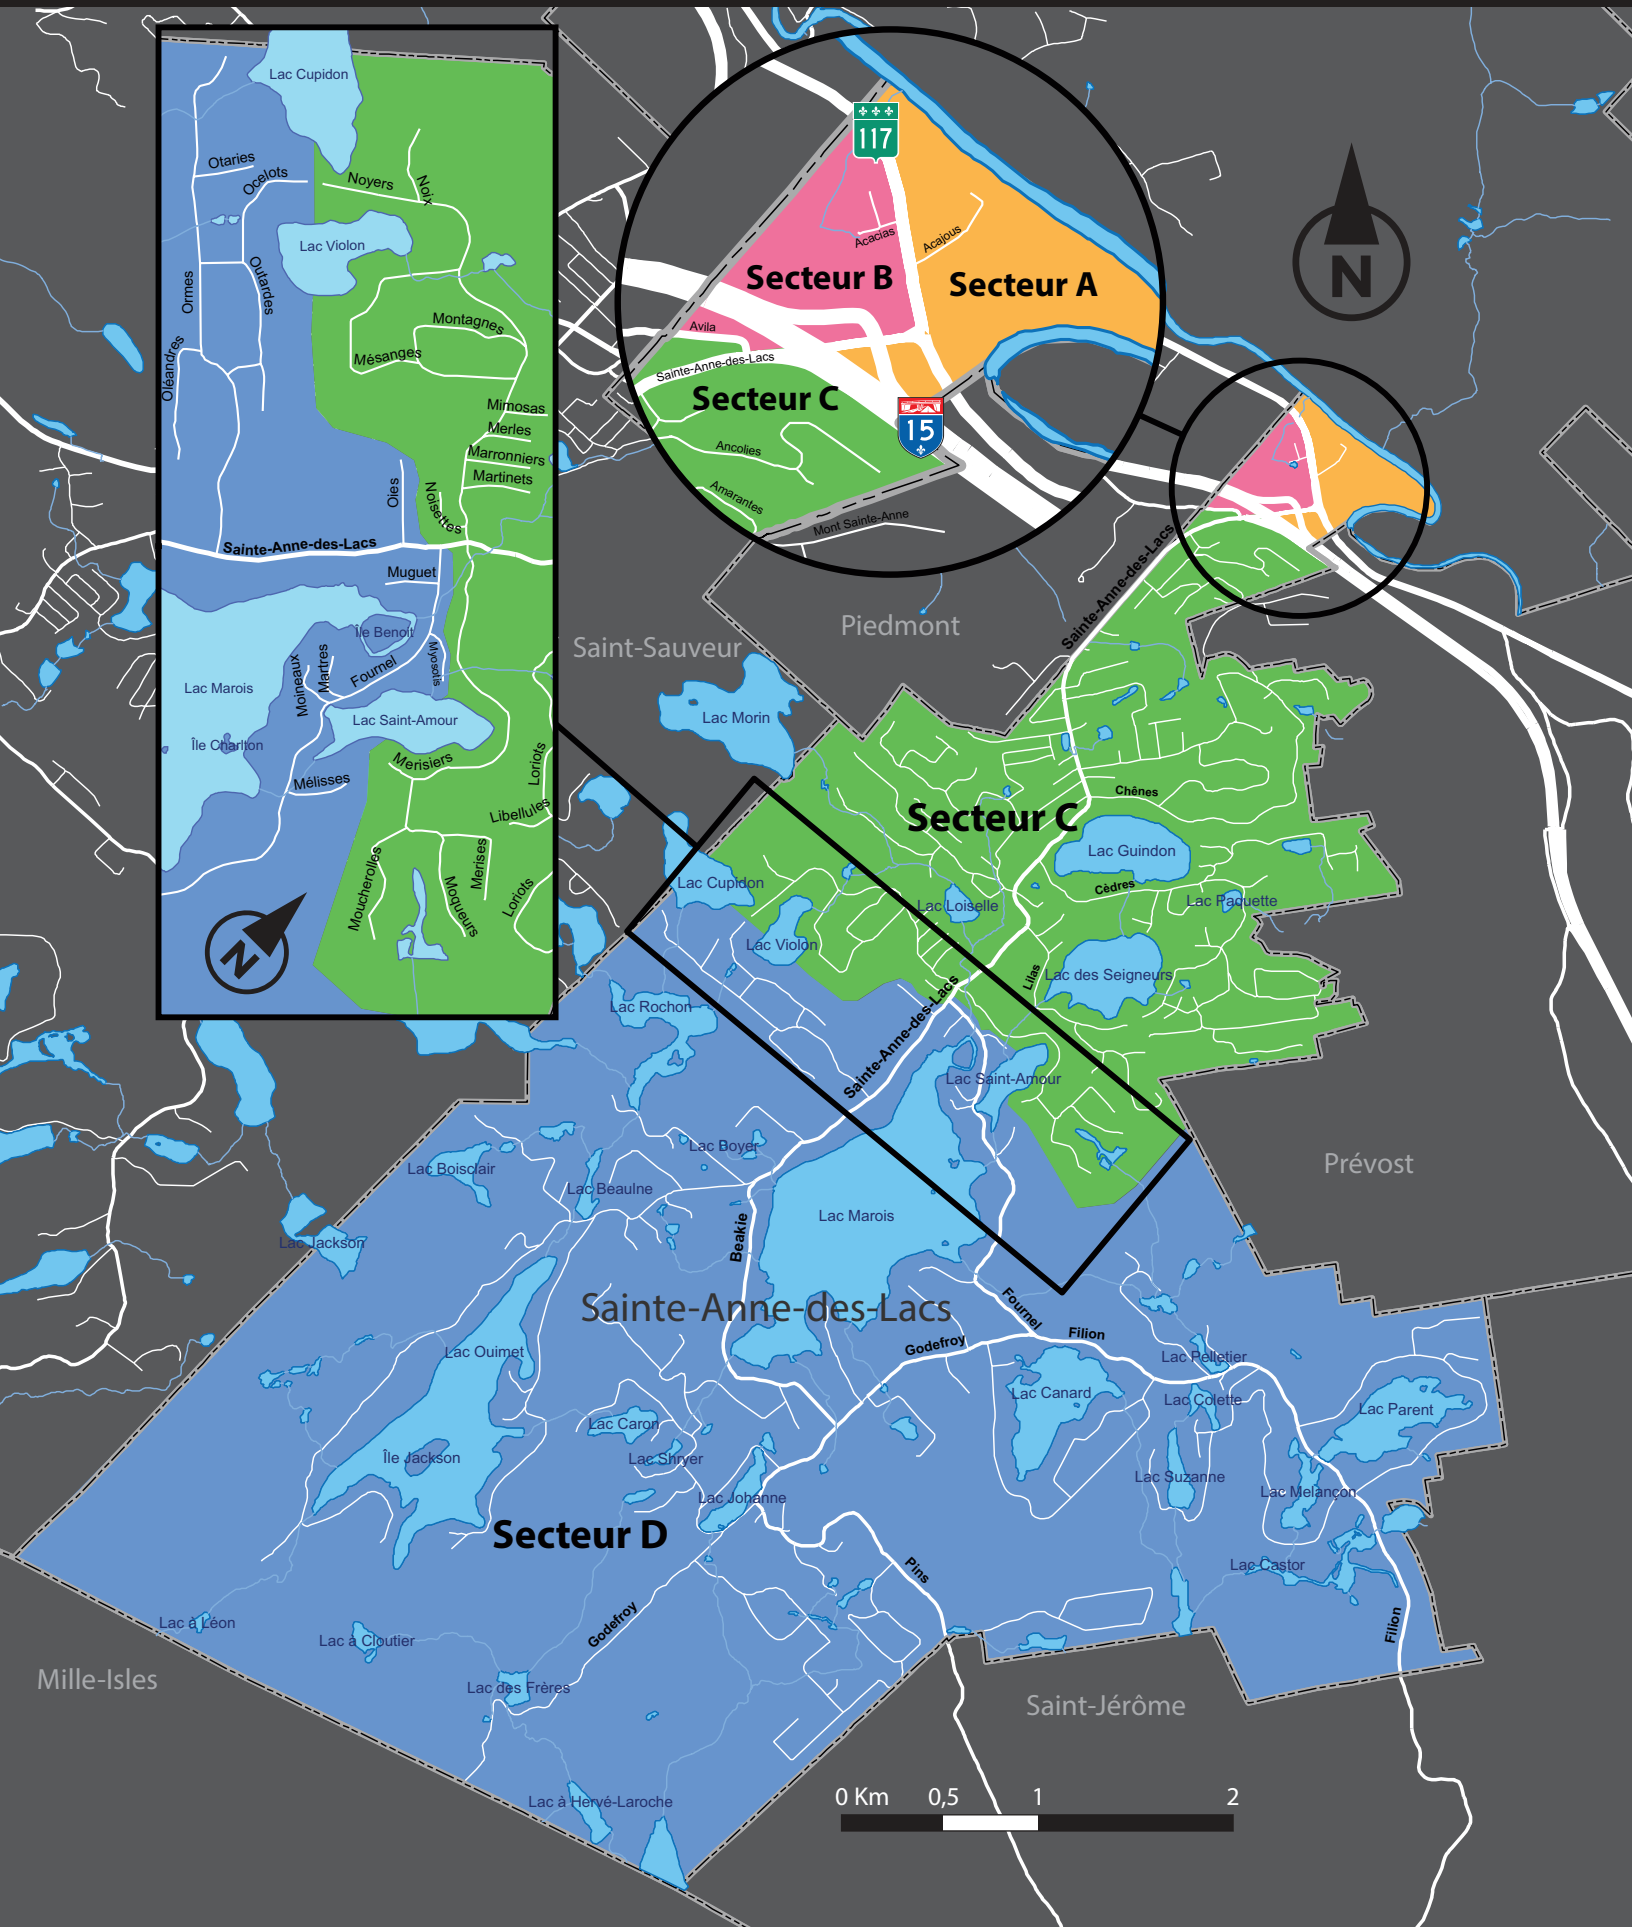 Lac Cupidon
Otaries
Ocelots
Noyers
Noix
Lac Violon
Ormes
Outardes
Oléandres
Montagnes
Mésanges
Mimosas
Merles
Marronniers
Martinets
Oies
Noisettes
Sainte-Anne-des-Lacs
Muguet
Île Benoit
Myosotis
Martres
Moineaux
Fournel
Lac Marois
Lac Saint-Amour
Île Charlton
Merisiers
Mélisses
Loriots
Libellules
Moucherolles
Merises
Moqueurs
Loriots
N
117
Acacias
Acajous
Secteur B
Secteur A
Avila
Sainte-Anne-des-Lacs
Secteur C
15
Ancolies
Amarantes
Mont Sainte-Anne
N
Sainte-Anne-des-Lacs
Piedmont
Saint-Sauveur
Lac Morin
Chênes
Secteur C
Lac Guindon
Lac Cupidon
Cèdres
Lac Paquette
Lac Loiselle
Lac Violon
Lilas
Lac des Seigneurs
Lac Rochon
Sainte-Anne-des-Lacs
Lac Saint-Amour
Lac Boyer
Lac Boisclair
Lac Beaulne
Prévost
Lac Marois
Beakie
Lac Jackson
Sainte-Anne-des-Lacs
Fournel
Filion
Godefroy
Lac Ouimet
Lac Pelletier
Lac Canard
Lac Colette
Lac Parent
Lac Caron
Île Jackson
Lac Shryer
Lac Suzanne
Lac Melançon
Lac Johanne
Secteur D
Pins
Lac Castor
Godefroy
Filion
Lac à Léon
Lac à Cloutier
Mille-Isles
Lac des Frères
Saint-Jérôme
0 Km 0,5 1 2
Lac à Hervé-Laroche